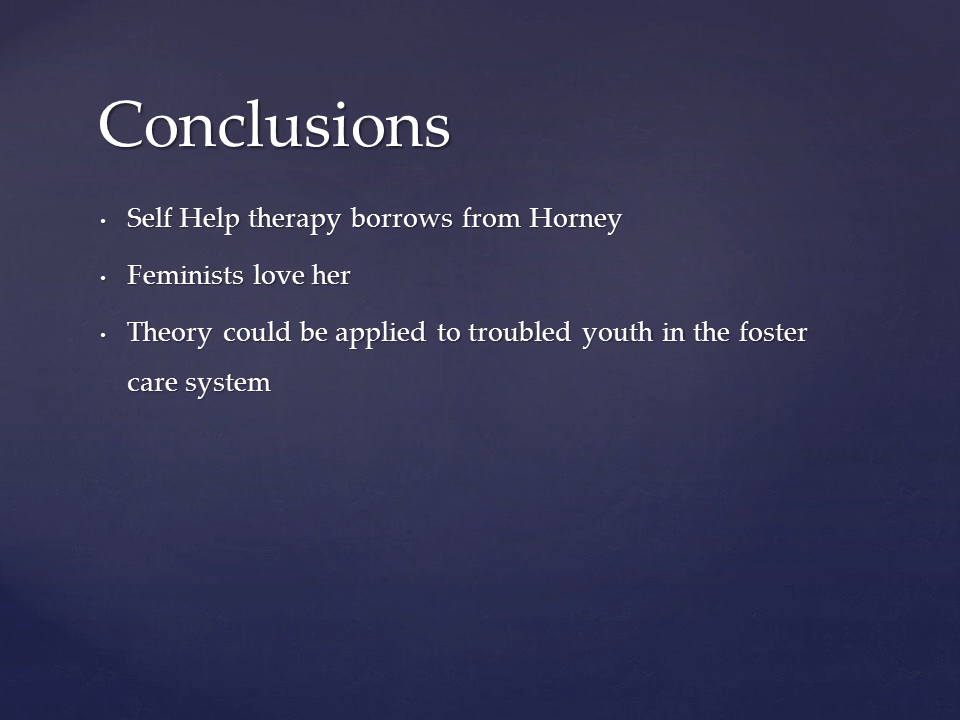 Conclusions
• Self Help therapy borrows from Horney
• Feminists love her
• Theory could be applied to troubled youth in the foster
care system